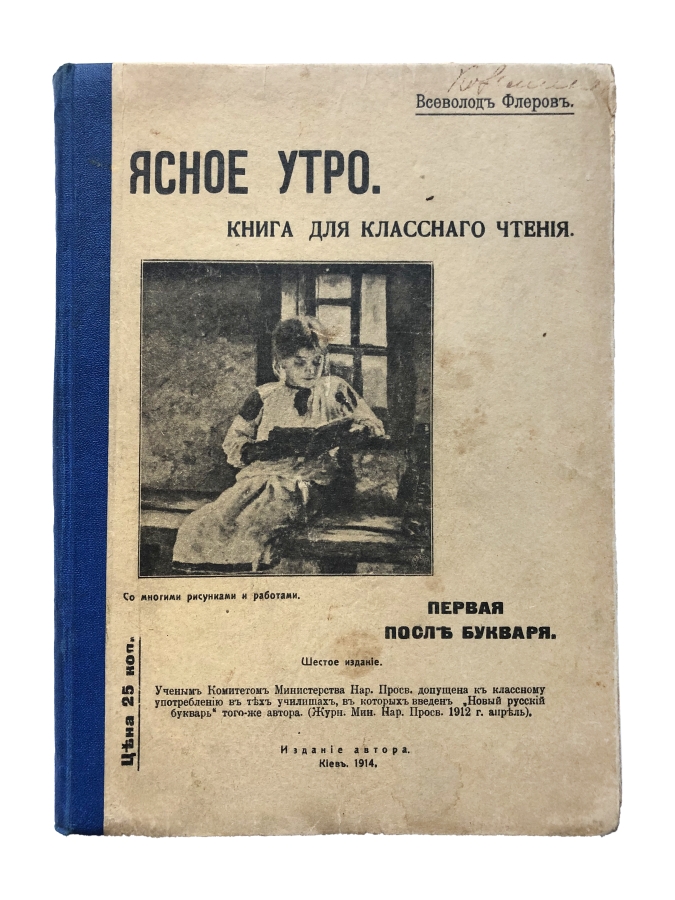 Всеволодъ Флеровъ.
ЯСНОЕ УТРО.
КНИГА ДЛЯ КЛАССНАГО ЧТЕНІЯ.
Со многими рисунками и работами.
ПЕРВАЯ
ПОСЛѢ БУКВАРЯ.
Шестое изданіе.
Ученымъ Комитетомъ Министерства Нар. Просв. допущена къ классному
употребленію въ тѣхъ училищахъ, въ которыхъ введенъ „Новый русскій
букварь“ того-же автора. (Журн. Мин. Нар. Просв. 1912 г. апрѣль).
Изданіе автора.
Кіевъ. 1914.
Цѣна 25 коп.